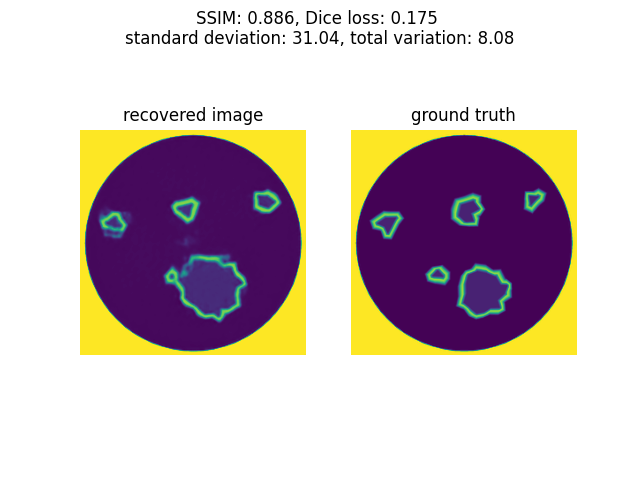 SSIM: 0.886, Dice loss: 0.175
standard deviation: 31.04, total variation: 8.08
recovered image
ground truth